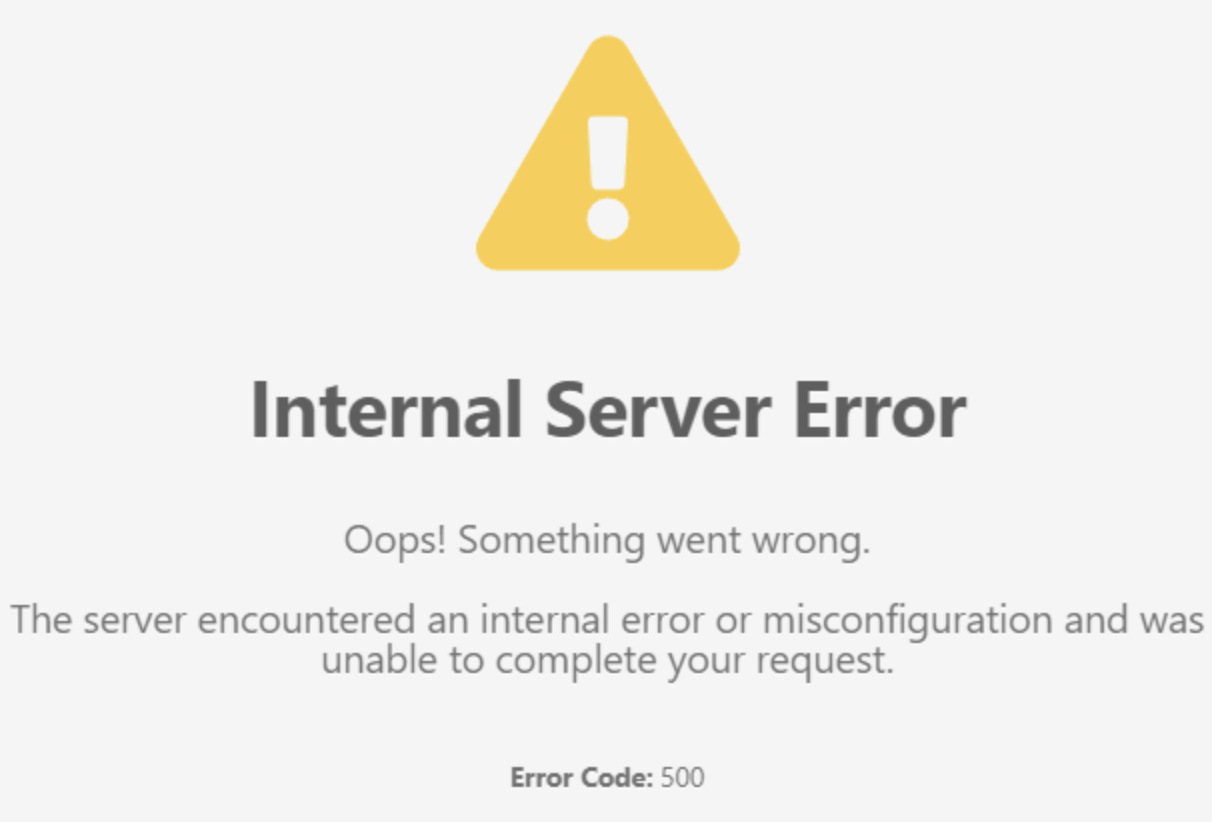 Internal Server Error
Oops! Something went wrong.
The server encountered an internal error or misconfiguration and was
unable to complete your request.
Error Code: 500